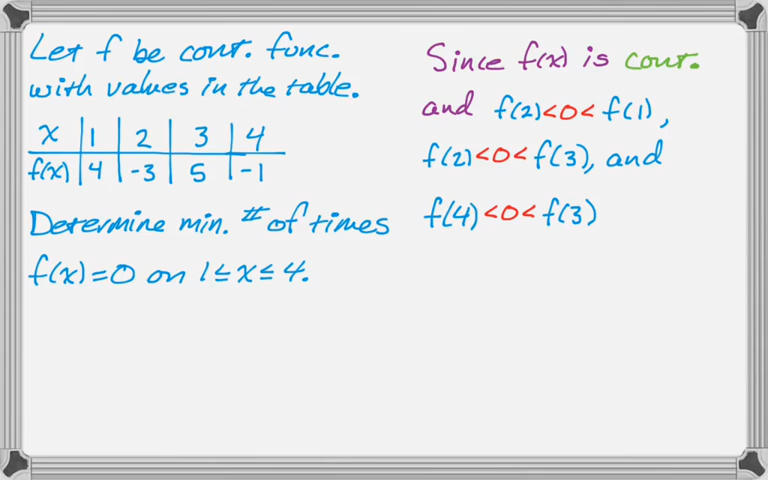 Let f be cont. func.
with values in the table.
x | 1 | 2 | 3 | 4
f(x) | 4 | -3 | 5 | -1
Determine min. # of times
f(x)=0 on 1≤x≤4.
Since f(x) is cont.
and f(2)<0<f(1),
f(2)<0<f(3), and
f(4)<0<f(3)